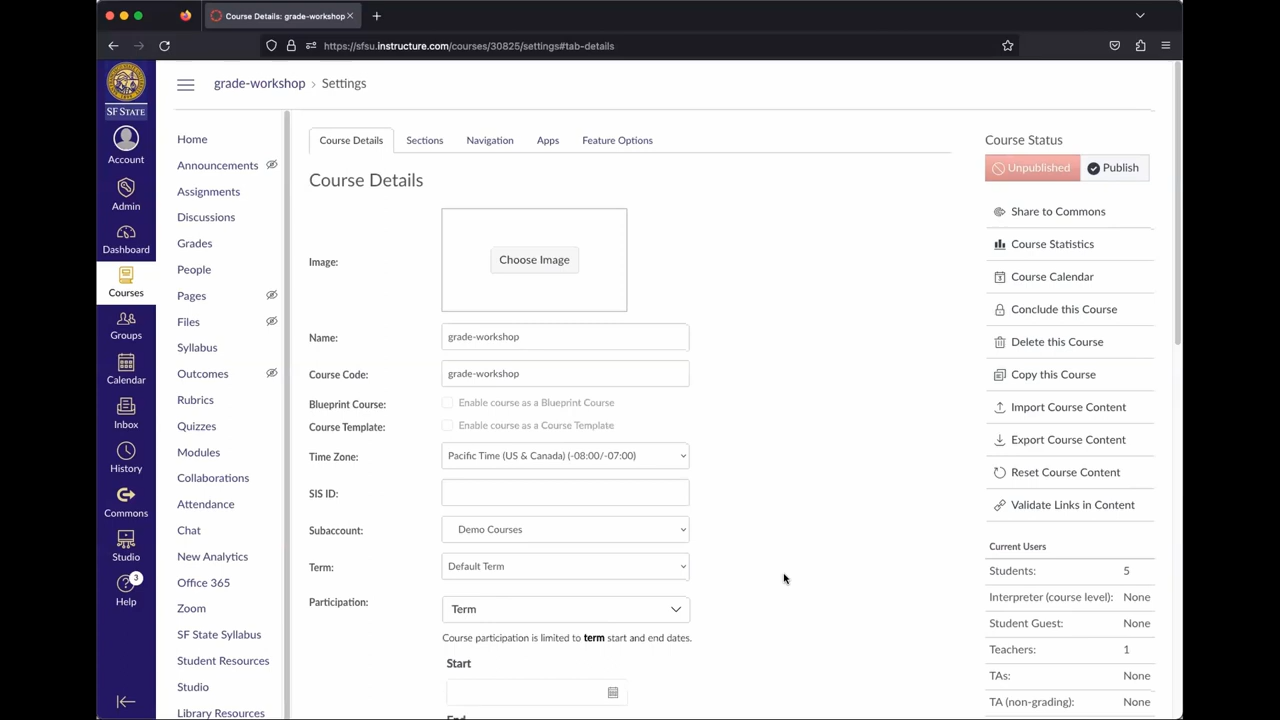 Course Details: grade-workshop
https://sfsu.instructure.com/courses/30825/settings#tab-details
SF STATE
Account
Admin
Dashboard
Courses
Groups
Calendar
Inbox
History
Commons
Studio
3
Help
grade-workshop › Settings
Home
Announcements
Assignments
Discussions
Grades
People
Pages
Files
Syllabus
Outcomes
Rubrics
Quizzes
Modules
Collaborations
Attendance
Chat
New Analytics
Office 365
Zoom
SF State Syllabus
Student Resources
Studio
Library Resources
Course Details Sections Navigation Apps Feature Options
Course Details
Image: Choose Image
Name: grade-workshop
Course Code: grade-workshop
Blueprint Course: Enable course as a Blueprint Course
Course Template: Enable course as a Course Template
Time Zone: Pacific Time (US & Canada) (-08:00/-07:00)
SIS ID:
Subaccount: Demo Courses
Term: Default Term
Participation: Term
Course participation is limited to term start and end dates.
Start
End
Course Status
Unpublished Publish
Share to Commons
Course Statistics
Course Calendar
Conclude this Course
Delete this Course
Copy this Course
Import Course Content
Export Course Content
Reset Course Content
Validate Links in Content
Current Users
Students: 5
Interpreter (course level): None
Student Guest: None
Teachers: 1
TAs: None
TA (non-grading): None